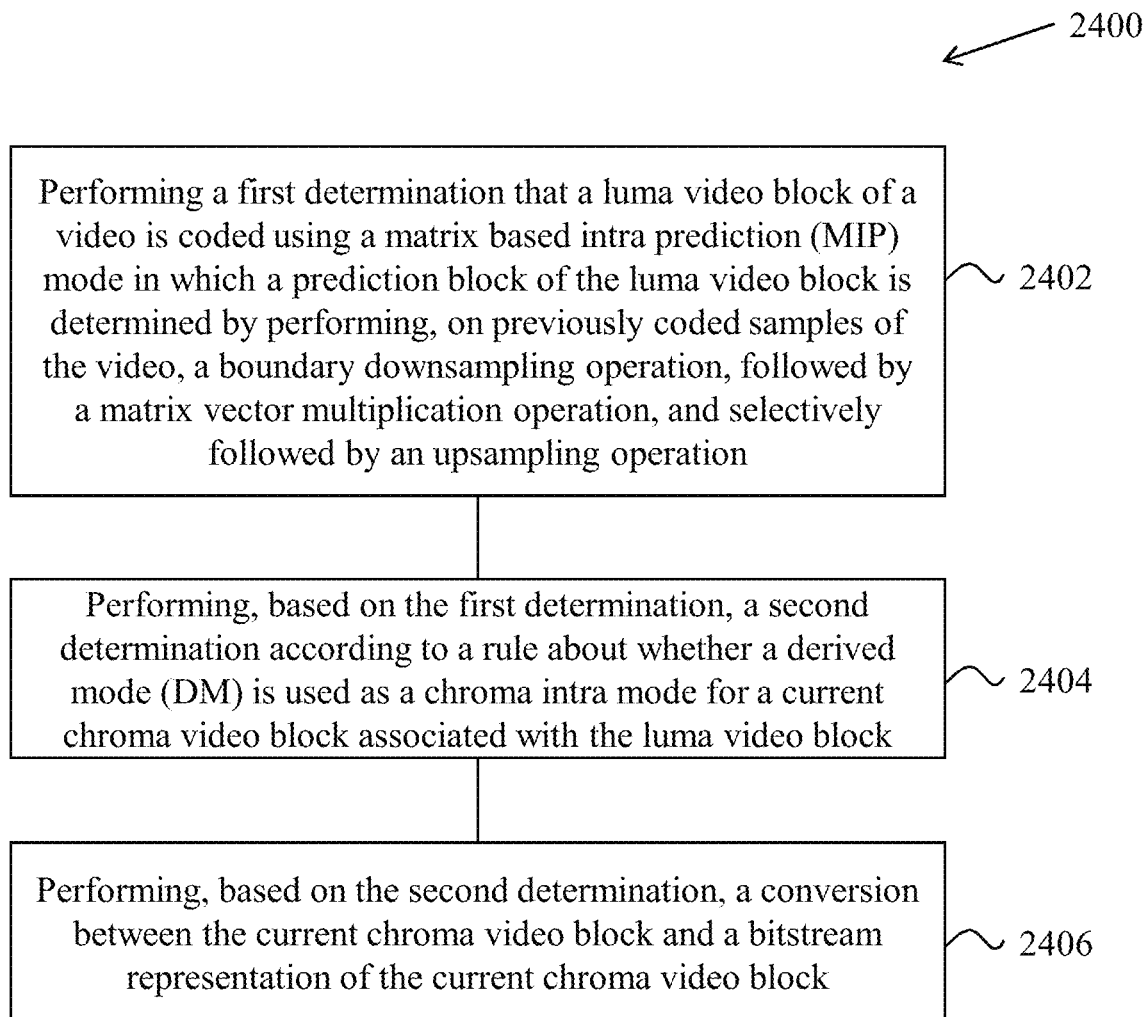 2400
Performing a first determination that a luma video block of a
video is coded using a matrix based intra prediction (MIP)
mode in which a prediction block of the luma video block is
determined by performing, on previously coded samples of
the video, a boundary downsampling operation, followed by
a matrix vector multiplication operation, and selectively
followed by an upsampling operation
2402
Performing, based on the first determination, a second
determination according to a rule about whether a derived
mode (DM) is used as a chroma intra mode for a current
chroma video block associated with the luma video block
2404
Performing, based on the second determination, a conversion
between the current chroma video block and a bitstream
representation of the current chroma video block
2406